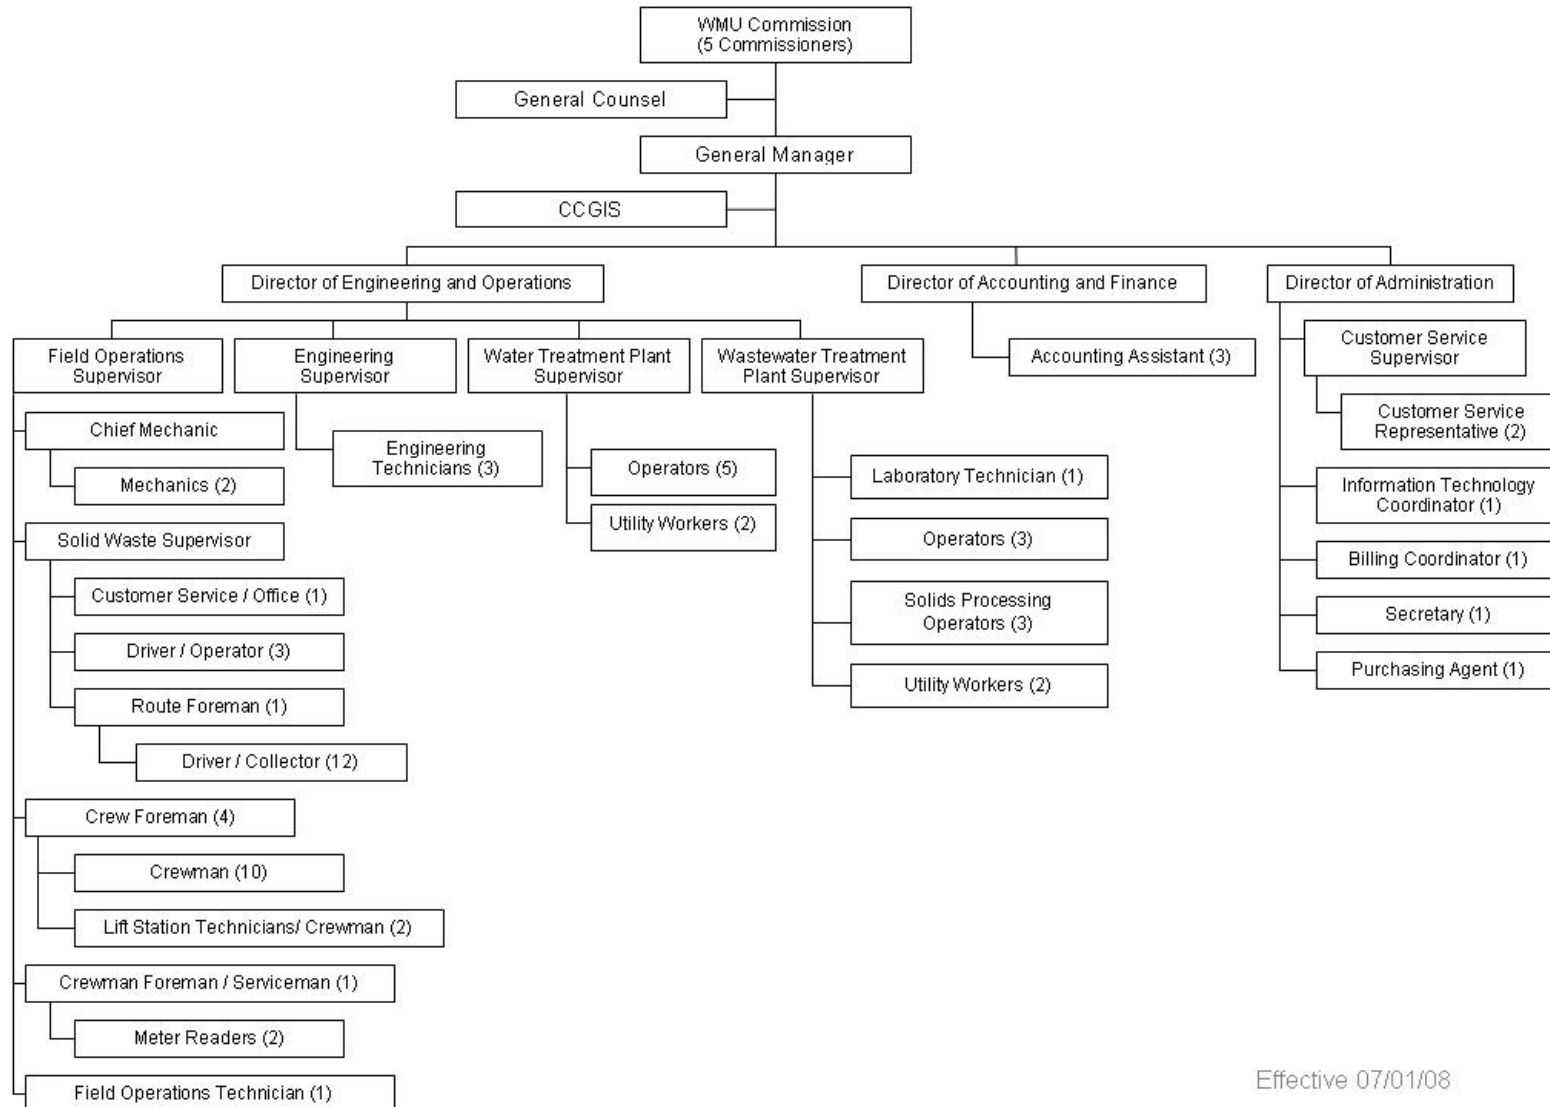 WMU Commission
(5 Commissioners)
General Counsel
General Manager
CCGIS
Director of Engineering and Operations
Director of Accounting and Finance
Director of Administration
Field Operations
Supervisor
Engineering
Supervisor
Water Treatment Plant
Supervisor
Wastewater Treatment
Plant Supervisor
Accounting Assistant (3)
Customer Service
Supervisor
Customer Service
Representative (2)
Information Technology
Coordinator (1)
Billing Coordinator (1)
Secretary (1)
Purchasing Agent (1)
Chief Mechanic
Mechanics (2)
Solid Waste Supervisor
Customer Service / Office (1)
Driver / Operator (3)
Route Foreman (1)
Driver / Collector (12)
Crew Foreman (4)
Crewman (10)
Lift Station Technicians/ Crewman (2)
Crewman Foreman / Serviceman (1)
Meter Readers (2)
Field Operations Technician (1)
Engineering
Technicians (3)
Operators (5)
Utility Workers (2)
Laboratory Technician (1)
Operators (3)
Solids Processing
Operators (3)
Utility Workers (2)
Effective 07/01/08